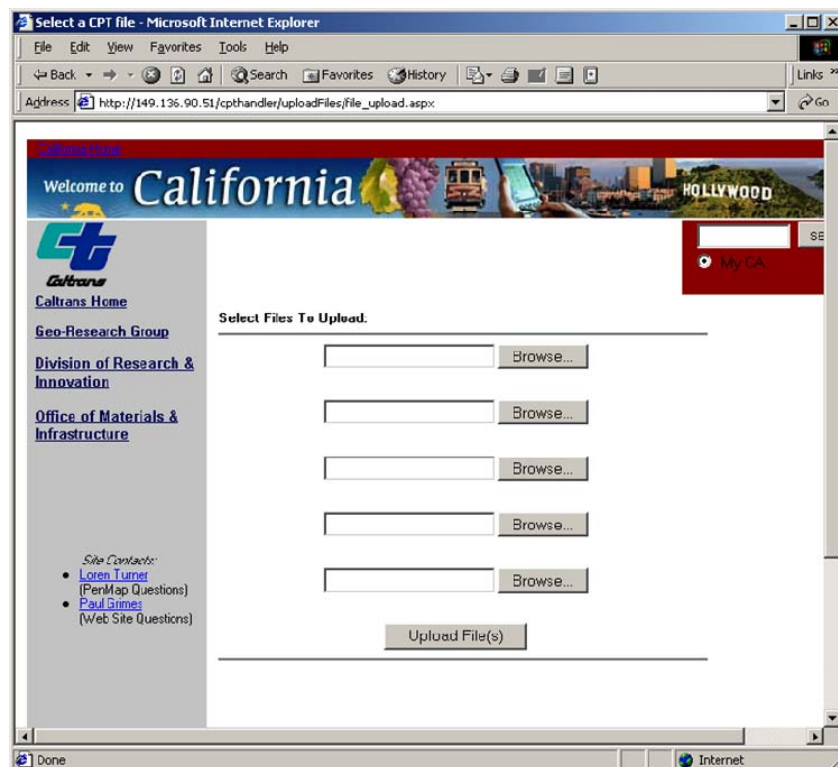 Select a CPT file - Microsoft Internet Explorer
File Edit View Favorites Tools Help
Back Search Favorites History Links »
Address http://149.136.90.51/cpthandler/uploadFiles/file_upload.aspx Go
California Home
Welcome to California
HOLLYWOOD
Caltrans
SE
My CA
Caltrans Home
Geo-Research Group
Division of Research &
Innovation
Office of Materials &
Infrastructure
Site Contacts:
Loren Turner
(PenMap Questions)
Paul Grimes
(Web Site Questions)
Select Files To Upload:
Browse...
Browse...
Browse...
Browse...
Browse...
Upload File(s)
Done Internet